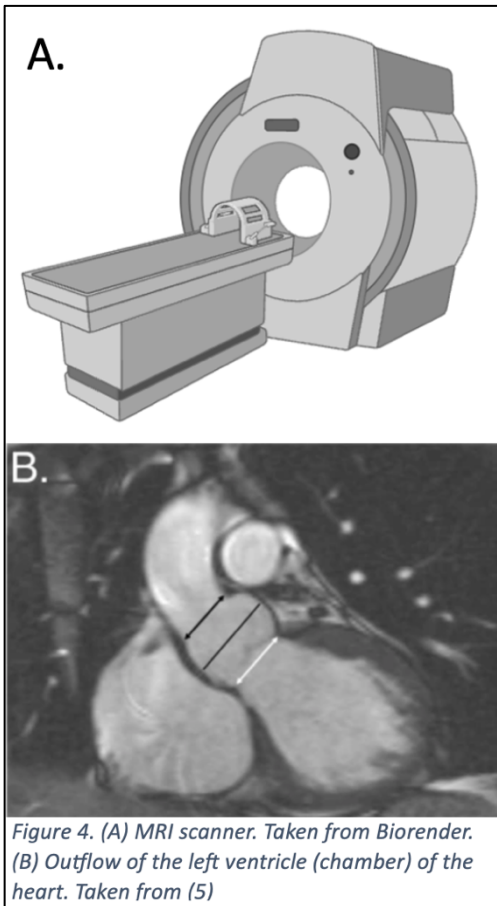 A.
B.
Figure 4. (A) MRI scanner. Taken from Biorender.
(B) Outflow of the left ventricle (chamber) of the
heart. Taken from (5)